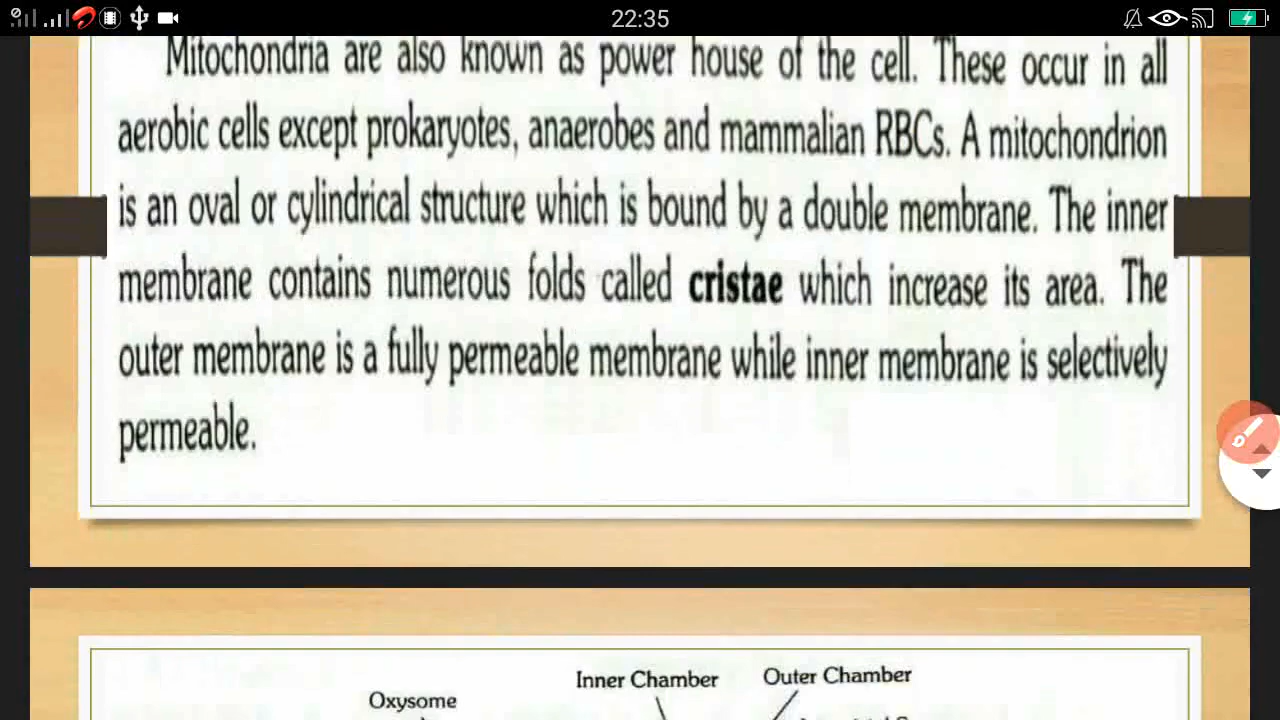 22:35
Mitochondria are also known as power house of the cell. These occur in all
aerobic cells except prokaryotes, anaerobes and mammalian RBCs. A mitochondrion
is an oval or cylindrical structure which is bound by a double membrane. The inner
membrane contains numerous folds called cristae which increase its area. The
outer membrane is a fully permeable membrane while inner membrane is selectively
permeable.
Inner Chamber
Outer Chamber
Oxysome